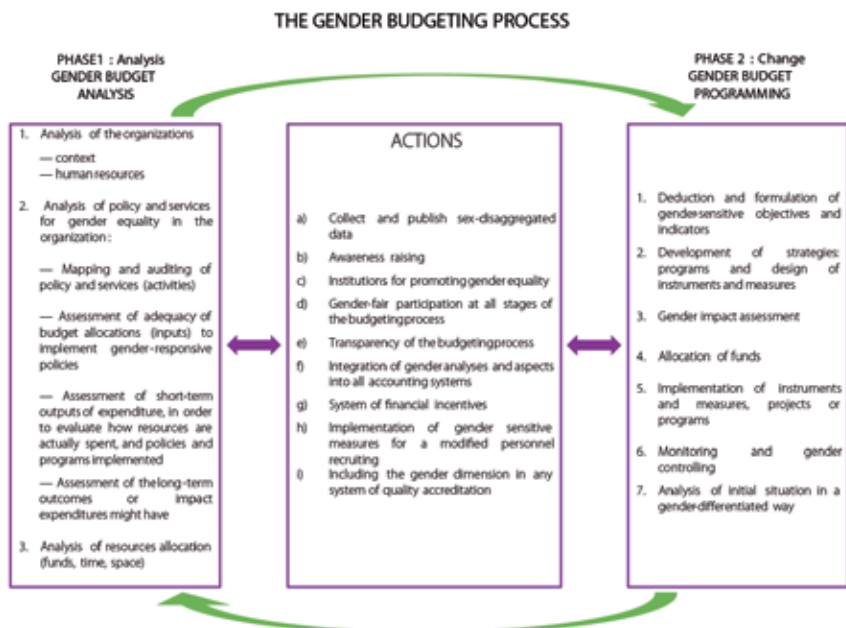 THE GENDER BUDGETING PROCESS
PHASE1 : Analysis
GENDER BUDGET
ANALYSIS
PHASE 2 : Change
GENDER BUDGET
PROGRAMMING
1. Analysis of the organizations
— context
— human resources
2. Analysis of policy and services
for gender equality in the
organization :
— Mapping and auditing of
policy and services (activities)
— Assessment of adequacy of
budget allocations (inputs) to
implement gender-responsive
policies
— Assessment of short-term
outputs of expenditure, in order
to evaluate how resources are
actually spent, and policies and
programs implemented
— Assessment of the long-term
outcomes or impact
expenditures might have
3. Analysis of resources allocation
(funds, time, space)
ACTIONS
a) Collect and publish sex-disaggregated
data
b) Awareness raising
c) Institutions for promoting gender equality
d) Gender-fair participation at all stages of
the budgeting process
e) Transparency of the budgeting process
f) Integration of gender analyses and aspects
into all accounting systems
g) System of financial incentives
h) Implementation of gender sensitive
measures for a modified personnel
recruiting
i) Including the gender dimension in any
system of quality accreditation
1. Deduction and formulation of
gender-sensitive objectives and
indicators
2. Development of strategies:
programs and design of
instruments and measures
3. Gender impact assessment
4. Allocation of funds
5. Implementation of instruments
and measures, projects or
programs
6. Monitoring and gender
controlling
7. Analysis of initial situation in a
gender-differentiated way